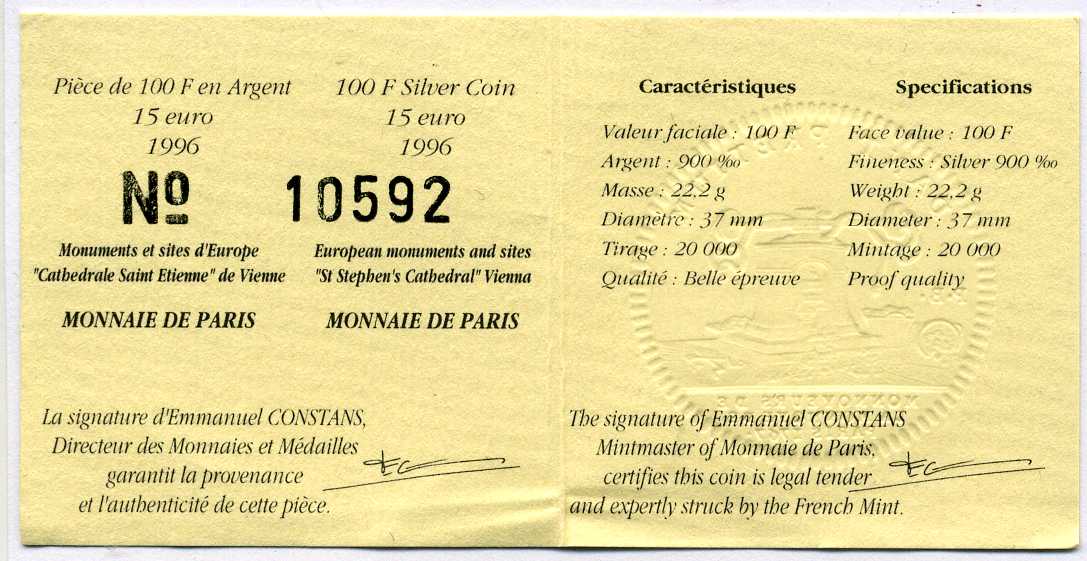 Pièce de 100 F en Argent
15 euro
1996
100 F Silver Coin
15 euro
1996
Nº 10592
Monuments et sites d'Europe
"Cathedrale Saint Etienne" de Vienne
MONNAIE DE PARIS
European monuments and sites
"St Stephen's Cathedral" Vienna
MONNAIE DE PARIS
La signature d'Emmanuel CONSTANS,
Directeur des Monnaies et Médailles
garantit la provenance
et l'authenticité de cette pièce.
Caractéristiques
Valeur faciale : 100 F
Argent : 900 ‰
Masse : 22,2 g
Diamètre : 37 mm
Tirage : 20 000
Qualité : Belle épreuve
Specifications
Face value : 100 F
Fineness : Silver 900 ‰
Weight : 22,2 g
Diameter : 37 mm
Mintage : 20 000
Proof quality
The signature of Emmanuel CONSTANS
Mintmaster of Monnaie de Paris,
certifies this coin is legal tender
and expertly struck by the French Mint.